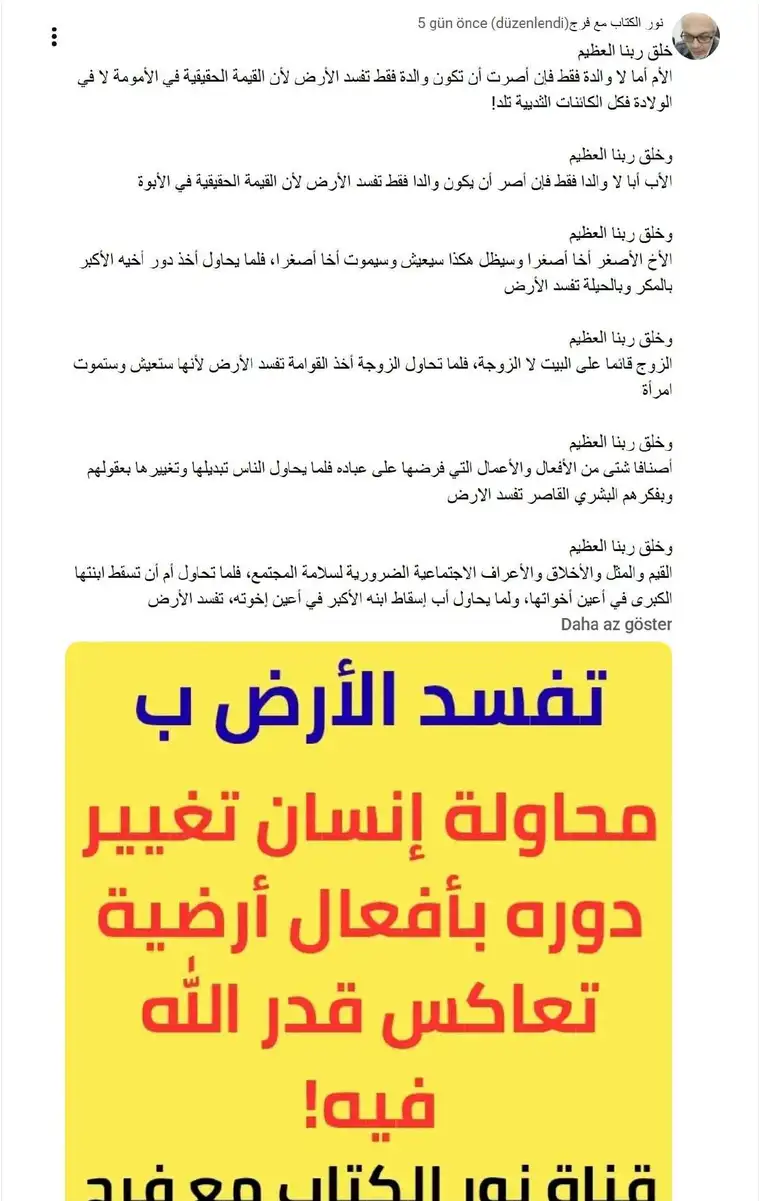 نور الكتاب مع فرج 5 gün önce (düzenlendi)
خلق ربنا العظيم
الأم أما لا والدة فقط فإن أصرت أن تكون والدة فقط تفسد الأرض لأن القيمة الحقيقية في الأمومة لا في
الولادة فكل الكائنات الثديية تلد!
وخلق ربنا العظيم
الأب أبا لا والدا فقط فإن أصر أن يكون والدا فقط تفسد الأرض لأن القيمة الحقيقية في الأبوة
وخلق ربنا العظيم
الأخ الأصغر أخا أصغرا وسيظل هكذا سيعيش وسيموت أخا أصغرا، فلما يحاول أخذ دور أخيه الأكبر
بالمكر وبالحيلة تفسد الأرض
وخلق ربنا العظيم
الزوج قائما على البيت لا الزوجة، فلما تحاول الزوجة أخذ القوامة تفسد الأرض لأنها ستعيش وستموت
امرأة
وخلق ربنا العظيم
أصنافا شتى من الأفعال والأعمال التي فرضها على عباده فلما يحاول الناس تبديلها وتغييرها بعقولهم
وبفكرهم البشري القاصر تفسد الارض
وخلق ربنا العظيم
القيم والمثل والأخلاق والأعراف الاجتماعية الضرورية لسلامة المجتمع، فلما تحاول أم أن تسقط ابنتها
الكبرى في أعين أخواتها، ولما يحاول أب إسقاط ابنه الأكبر في أعين إخوته، تفسد الأرض
Daha az göster
تفسد الأرض ب
محاولة إنسان تغيير
دوره بأفعال أرضية
تعاكس قدر الله
فيه!
قناة نور الكتاب مع فرج